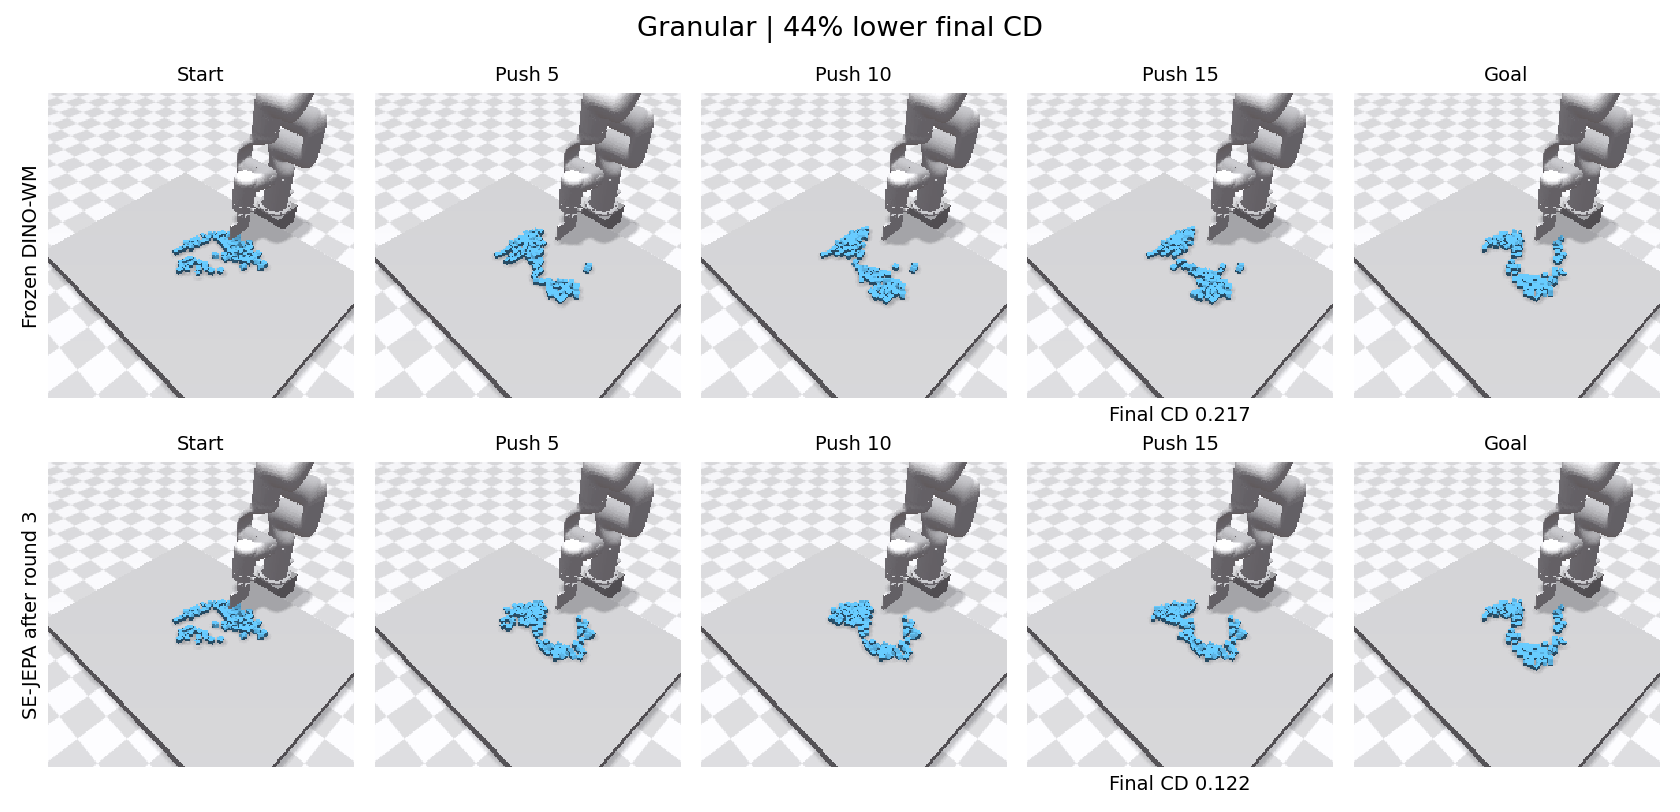 Granular | 44% lower final CD
Start
Push 5
Push 10
Push 15
Goal
Frozen DINO-WM
Final CD 0.217
Start
Push 5
Push 10
Push 15
Goal
SE-JEPA after round 3
Final CD 0.122